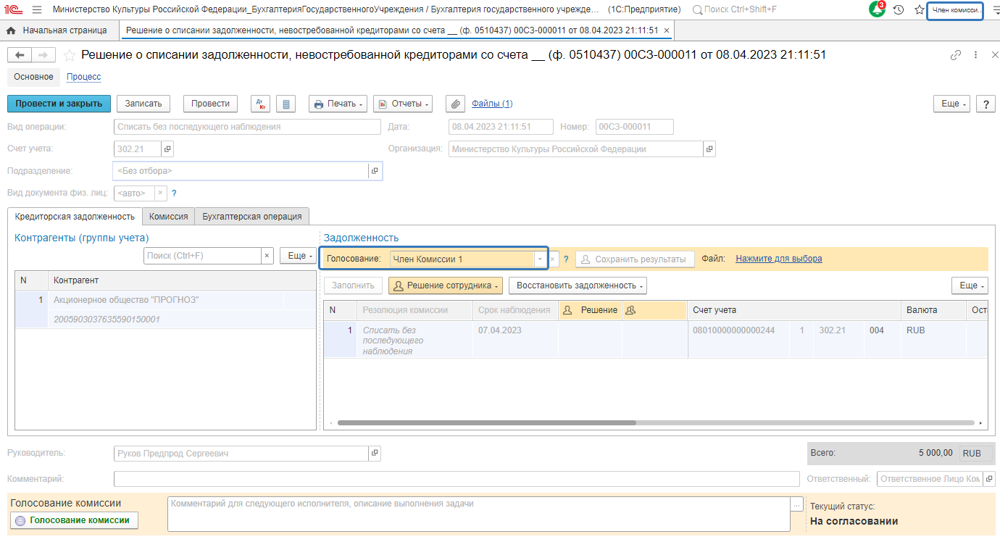 1С Министерство Культуры Российской Федерации_БухгалтерияГосударственногоУчреждения / Бухгалтерия государственного учрежде... (1С:Предприятие) Поиск Ctrl+Shift+F 3 Член комисси...
Начальная страница Решение о списании задолженности, невостребованной кредиторами со счета __ (ф. 0510437) 00СЗ-000011 от 08.04.2023 21:11:51 ×
Решение о списании задолженности, невостребованной кредиторами со счета __ (ф. 0510437) 00СЗ-000011 от 08.04.2023 21:11:51
Основное Процесс
Провести и закрыть Записать Провести Дт Кт Печать Отчеты Файлы (1) Еще ?
Вид операции: Списать без последующего наблюдения Дата: 08.04.2023 21:11:51 Номер: 00СЗ-000011
Счет учета: 302.21 Организация: Министерство Культуры Российской Федерации
Подразделение: <Без отбора>
Вид документа физ. лиц: <авто> × ?
Кредиторская задолженность Комиссия Бухгалтерская операция
Контрагенты (группы учета) Задолженность
Поиск (Ctrl+F) × Еще Голосование: Член Комиссии 1 × ? Сохранить результаты Файл: Нажмите для выбора
Заполнить Решение сотрудника Восстановить задолженность Еще
N Контрагент
1 Акционерное общество "ПРОГНОЗ"
2005903037635590150001
N Резолюция комиссии Срок наблюдения Решение Счет учета Валюта Оста
1 Списать без последующего наблюдения 07.04.2023 08010000000000244 1 302.21 004 RUB
Руководитель: Руков Предпрод Сергеевич Всего: 5 000,00 RUB
Комментарий: Ответственный: Ответственное Лицо Ком
Голосование комиссии Комментарий для следующего исполнителя, описание выполнения задачи ... Текущий статус:
Голосование комиссии На согласовании